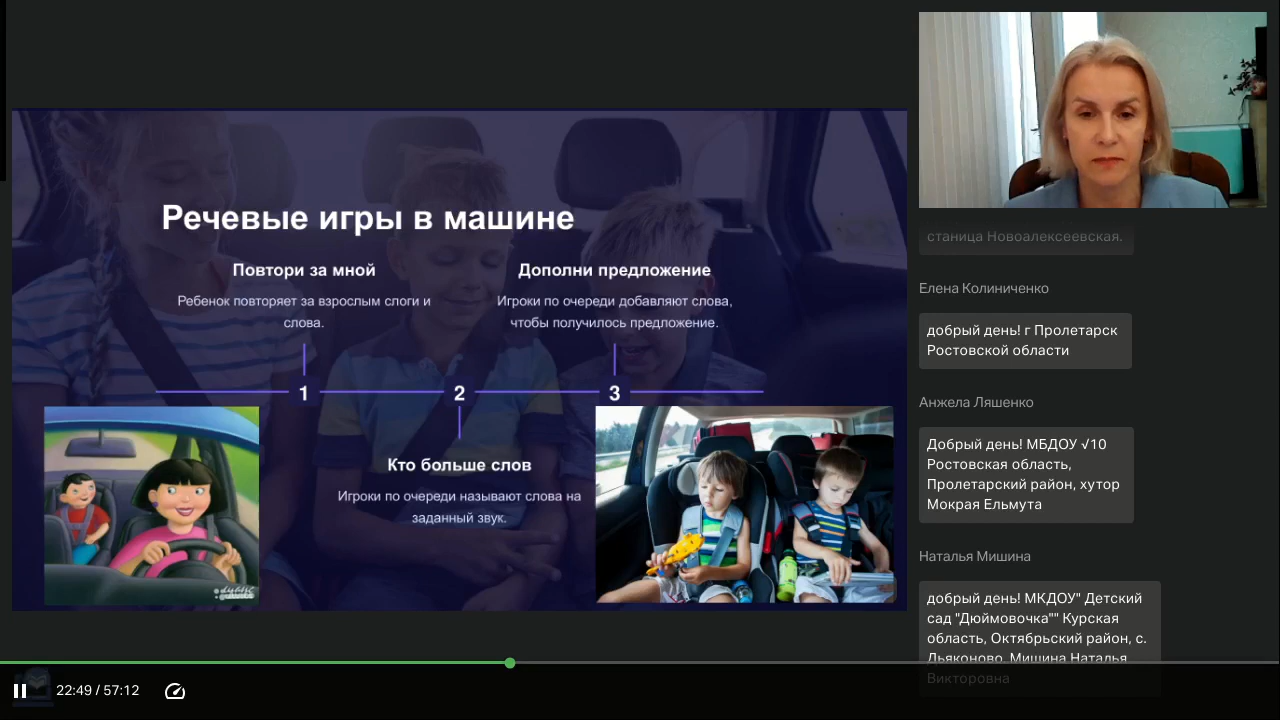 Речевые игры в машине
Повтори за мной
Ребенок повторяет за взрослым слоги и
слова.
Дополни предложение
Игроки по очереди добавляют слова,
чтобы получилось предложение.
1
2
3
Кто больше слов
Игроки по очереди называют слова на
заданный звук.
станица Новоалексеевская.
Елена Колиниченко
добрый день! г Пролетарск
Ростовской области
Анжела Ляшенко
Добрый день! МБДОУ √10
Ростовская область,
Пролетарский район, хутор
Мокрая Ельмута
Наталья Мишина
добрый день! МКДОУ" Детский
сад "Дюймовочка"" Курская
область, Октябрьский район, с.
Дьяконово, Мишина Наталья
Викторовна
22:49 / 57:12